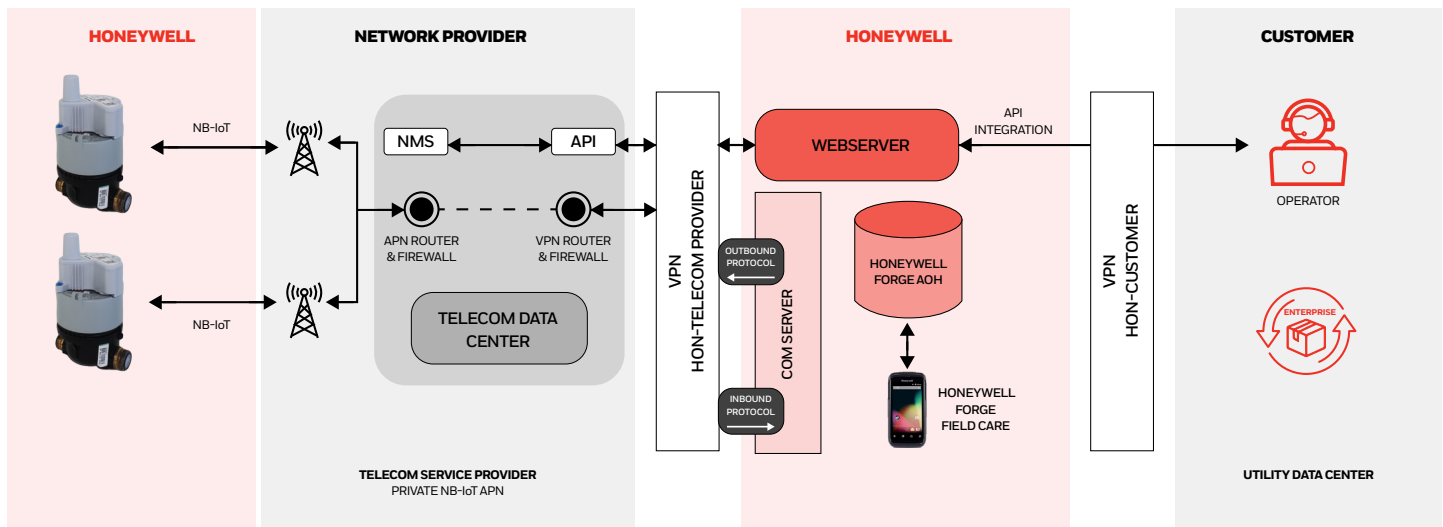 HONEYWELL
NETWORK PROVIDER
HONEYWELL
CUSTOMER
NB-IoT
NB-IoT
NMS
API
APN ROUTER
& FIREWALL
VPN ROUTER
& FIREWALL
TELECOM DATA
CENTER
TELECOM SERVICE PROVIDER
PRIVATE NB-IoT APN
VPN
HON-TELECOM PROVIDER
WEBSERVER
API
INTEGRATION
OUTBOUND
PROTOCOL
INBOUND
PROTOCOL
COM SERVER
HONEYWELL
FORGE AOH
HONEYWELL
FORGE
FIELD CARE
VPN
HON-CUSTOMER
OPERATOR
ENTERPRISE
UTILITY DATA CENTER